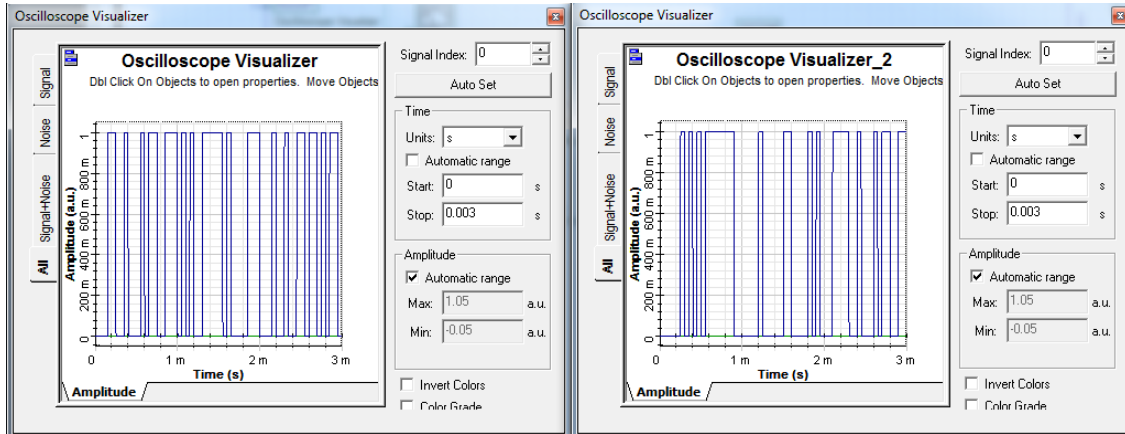 Oscilloscope Visualizer
Oscilloscope Visualizer
Dbl Click On Objects to open properties. Move Objects
Signal
Noise
Signal+Noise
All
Amplitude (a.u.)
1
800 m
600 m
400 m
200 m
0
0 1 m 2 m 3 m
Time (s)
Amplitude
Signal Index: 0
Auto Set
Time
Units: s
Automatic range
Start: 0 s
Stop: 0.003 s
Amplitude
Automatic range
Max: 1.05 a.u.
Min: -0.05 a.u.
Invert Colors
Color Grade
Oscilloscope Visualizer
Oscilloscope Visualizer_2
Dbl Click On Objects to open properties. Move Objects
Signal
Noise
Signal+Noise
All
Amplitude (a.u.)
1
800 m
600 m
400 m
200 m
0
0 1 m 2 m 3 m
Time (s)
Amplitude
Signal Index: 0
Auto Set
Time
Units: s
Automatic range
Start: 0 s
Stop: 0.003 s
Amplitude
Automatic range
Max: 1.05 a.u.
Min: -0.05 a.u.
Invert Colors
Color Grade